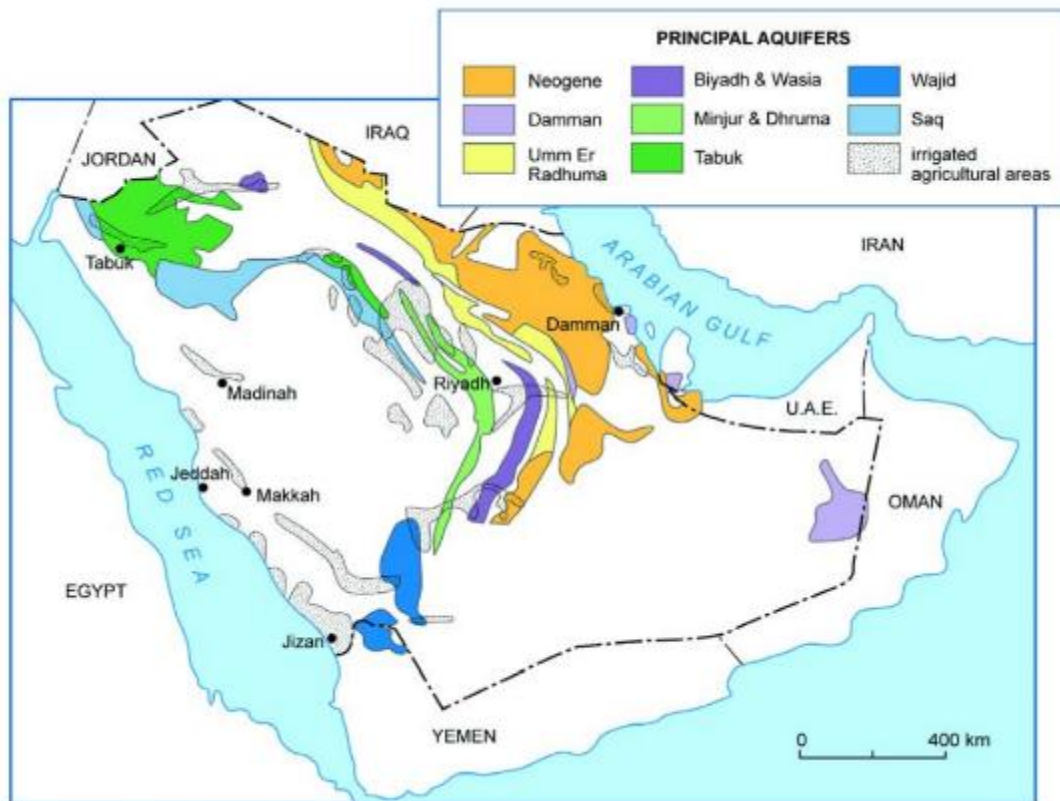 PRINCIPAL AQUIFERS
Neogene
Biyadh & Wasia
Wajid
Damman
Minjur & Dhruma
Saq
Umm Er
Radhuma
Tabuk
irrigated
agricultural areas
IRAQ
JORDAN
IRAN
ARABIAN GULF
Tabuk
Damman
Riyadh
Madinah
U.A.E.
Jeddah
Makkah
RED SEA
OMAN
EGYPT
Jizan
YEMEN
0 400 km